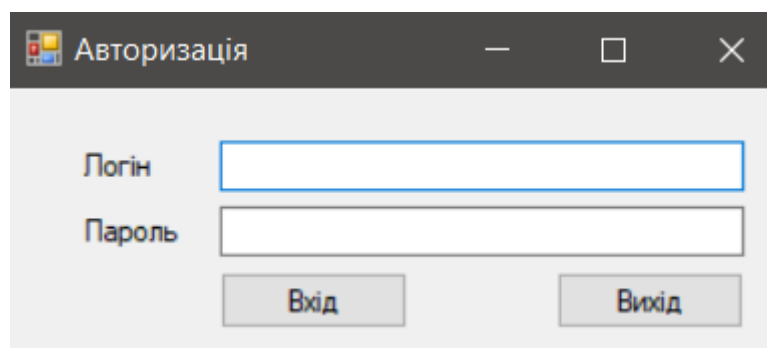 Авторизація
Логін
Пароль
Вхід Вихід